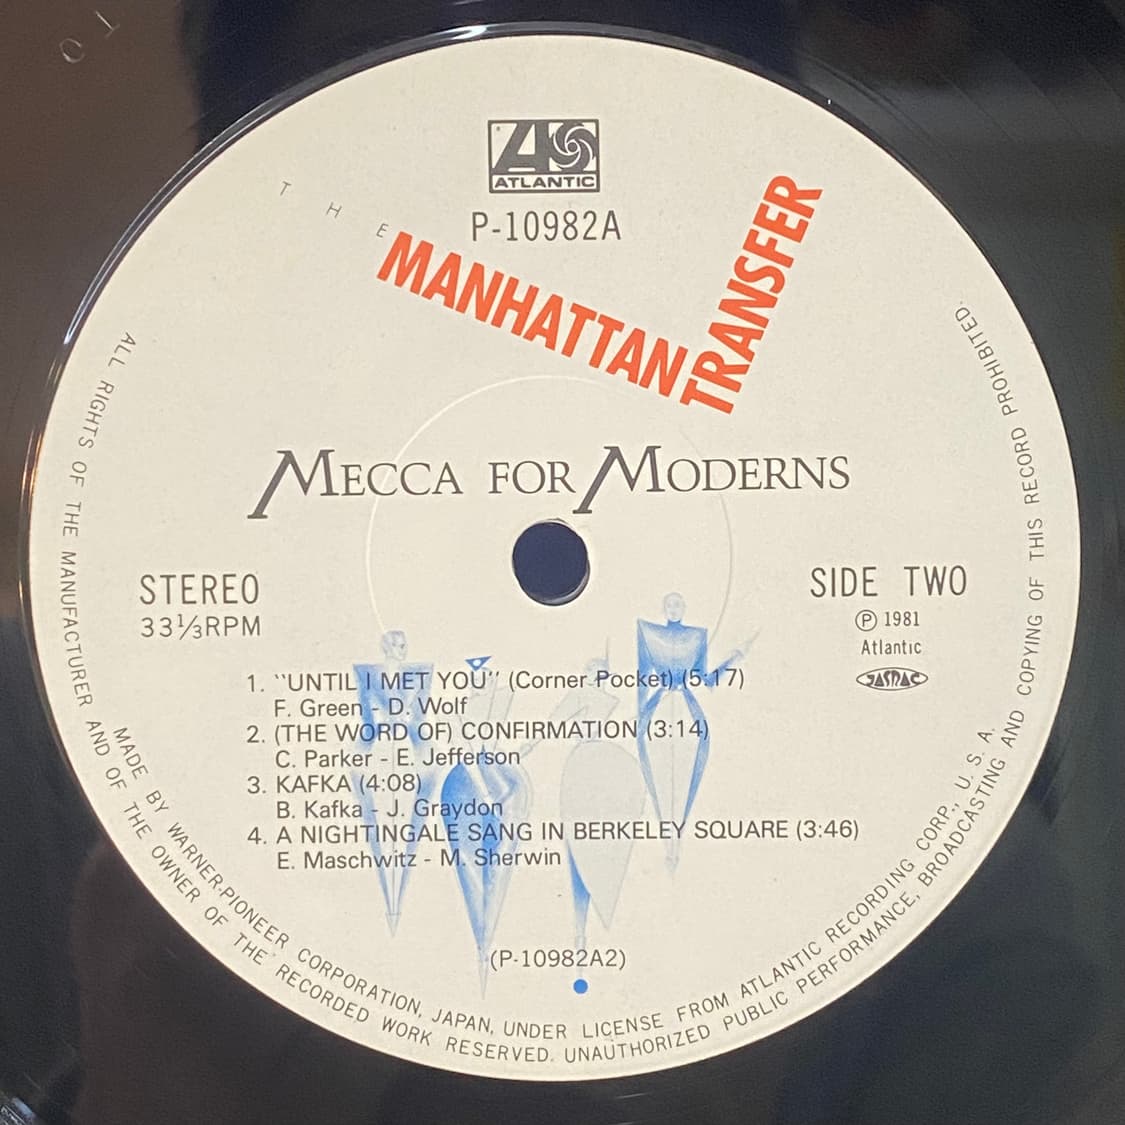 ATLANTIC
P-10982A
THE
MANHATTAN
TRANSFER
MECCA FOR MODERNS
STEREO
33⅓RPM
SIDE TWO
Ⓟ 1981
Atlantic
JASRAC
1. "UNTIL I MET YOU" (Corner Pocket) (5:17)
F. Green - D. Wolf
2. (THE WORD OF) CONFIRMATION (3:14)
C. Parker - E. Jefferson
3. KAFKA (4:08)
B. Kafka - J. Graydon
4. A NIGHTINGALE SANG IN BERKELEY SQUARE (3:46)
E. Maschwitz - M. Sherwin
(P-10982A2)
MADE BY WARNER-PIONEER CORPORATION, JAPAN, UNDER LICENSE FROM ATLANTIC RECORDING CORP., U. S. A.
ALL RIGHTS OF THE MANUFACTURER AND OF THE OWNER OF THE RECORDED WORK RESERVED. UNAUTHORIZED PUBLIC PERFORMANCE, BROADCASTING AND COPYING OF THIS RECORD PROHIBITED.